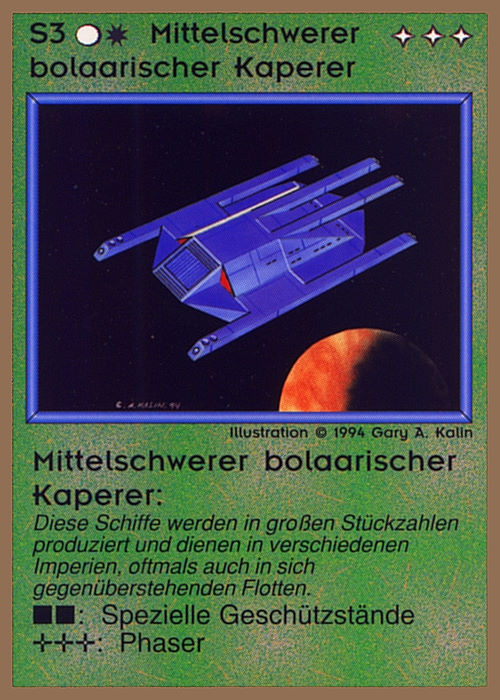 S3 Mittelschwerer
bolaarischer Kaperer
G. A. KALIN. 94
Illustration © 1994 Gary A. Kalin
Mittelschwerer bolaarischer
Kaperer:
Diese Schiffe werden in großen Stückzahlen
produziert und dienen in verschiedenen
Imperien, oftmals auch in sich
gegenüberstehenden Flotten.
■■: Spezielle Geschützstände
✢✢✢: Phaser